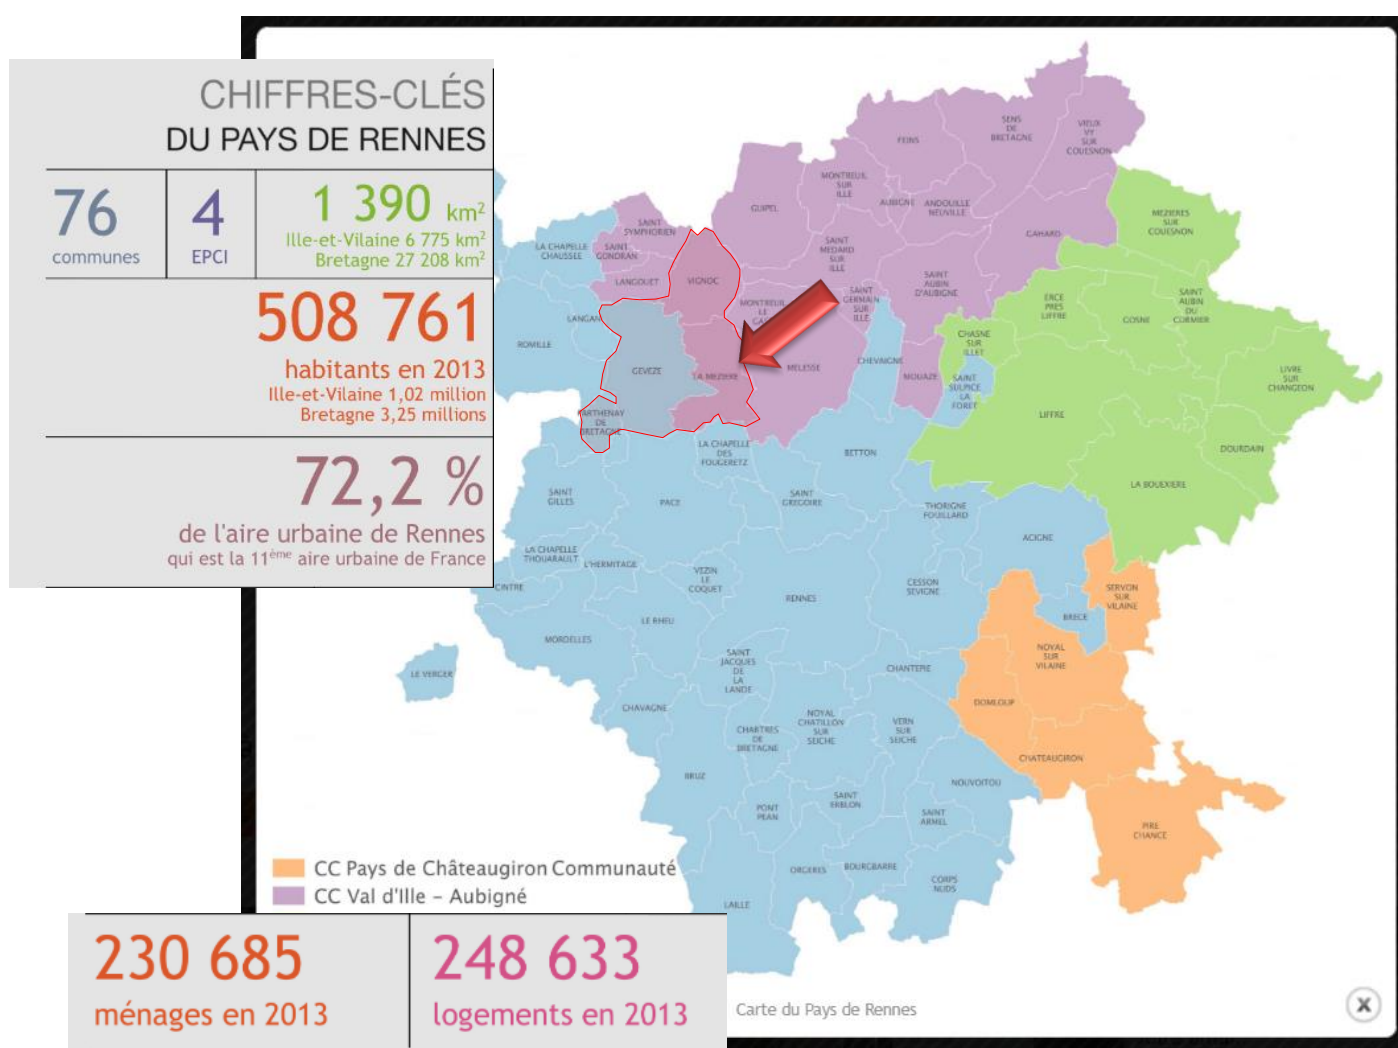 CHIFFRES-CLÉS
DU PAYS DE RENNES
76
communes
4
EPCI
1 390 km²
Ille-et-Vilaine 6 775 km²
Bretagne 27 208 km²
508 761
habitants en 2013
Ille-et-Vilaine 1,02 million
Bretagne 3,25 millions
72,2 %
de l'aire urbaine de Rennes
qui est la 11ème aire urbaine de France
SENS
DE
BRETAGNE
VIEUX
VY
SUR
COUESNON
FEINS
MONTREUIL
SUR
ILLE
AUBIGNE
ANDOUILLE
NEUVILLE
GUIPEL
MEZIERES
SUR
COUESNON
SAINT
SYMPHORIEN
GAHARD
LA CHAPELLE
CHAUSSEE
SAINT
GONDRAN
SAINT
MEDARD
SUR
ILLE
LANGOUET
VIGNOC
SAINT
AUBIN
D'AUBIGNE
SAINT
GERMAIN
SUR
ILLE
MONTREUIL
LE
ERCE
PRES
LIFFRE
SAINT
AUBIN
DU
CORMIER
GOSNE
LANGAN
ROMILLE
CHASNE
SUR
ILLET
GEVEZE
LA MEZIERE
MELESSE
CHEVAIGNE
MOUAZE
SAINT
SULPICE
LA
FORET
LIVRE
SUR
CHANGEON
PARTHENAY
DE
BRETAGNE
LIFFRE
LA CHAPELLE
DES
FOUGERETZ
BETTON
DOURDAIN
LA BOUEXIERE
SAINT
GILLES
PACE
SAINT
GREGOIRE
THORIGNE
FOUILLARD
ACIGNE
LA CHAPELLE
THOUARAULT
L'HERMITAGE
VEZIN
LE
COQUET
CINTRE
RENNES
CESSON
SEVIGNE
SERVON
SUR
VILAINE
BRECE
LE RHEU
MORDELLES
NOYAL
SUR
VILAINE
SAINT
JACQUES
DE
LA
LANDE
CHANTEPIE
LE VERGER
DOMLOUP
CHAVAGNE
CHARTRES
DE
BRETAGNE
NOYAL
CHATILLON
SUR
SEICHE
VERN
SUR
SEICHE
CHATEAUGIRON
BRUZ
NOUVOITOU
PONT
PEAN
SAINT
ERBLON
SAINT
ARMEL
PIRE
CHANCE
ORGERES
BOURGBARRE
CORPS
NUDS
LAILLE
CC Pays de Châteaugiron Communauté
CC Val d'Ille – Aubigné
230 685
ménages en 2013
248 633
logements en 2013
Carte du Pays de Rennes